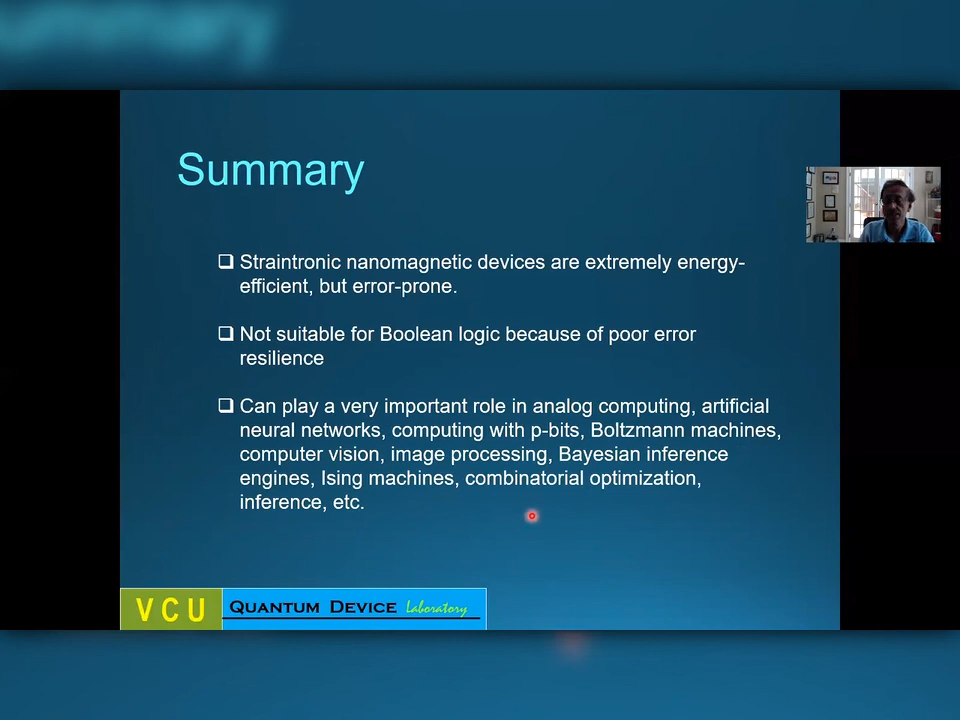 Summary
Summary
❑ Straintronic nanomagnetic devices are extremely energy-
efficient, but error-prone.
❑ Not suitable for Boolean logic because of poor error
resilience
❑ Can play a very important role in analog computing, artificial
neural networks, computing with p-bits, Boltzmann machines,
computer vision, image processing, Bayesian inference
engines, Ising machines, combinatorial optimization,
inference, etc.
VCU QUANTUM DEVICE Laboratory